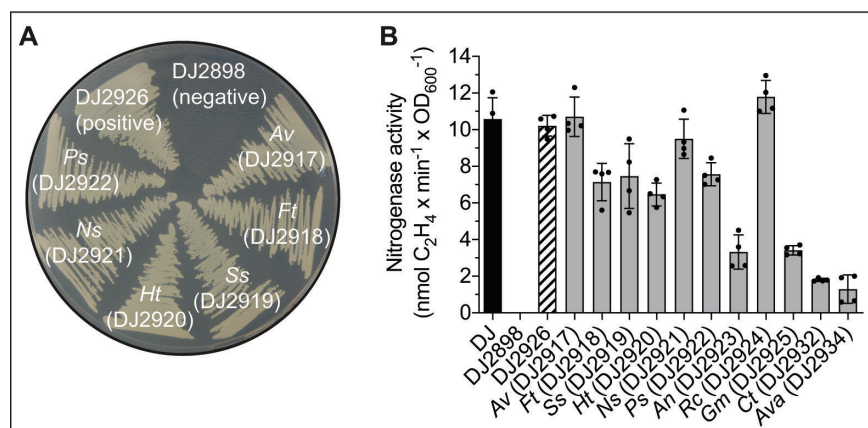 A
DJ2898
(negative)
DJ2926
(positive)
Av
(DJ2917)
Ps
(DJ2922)
Ft
(DJ2918)
Ns
(DJ2921)
Ss
(DJ2919)
Ht
(DJ2920)
B
Nitrogenase activity
(nmol C₂H₄ x min⁻¹ x OD₆₀₀⁻¹)
14
12
10
8
6
4
2
0
DJ
DJ2898
DJ2926
Av (DJ2917)
Ft (DJ2918)
Ss (DJ2919)
Ht (DJ2920)
Ns (DJ2921)
Ps (DJ2922)
An (DJ2923)
Rc (DJ2924)
Gm (DJ2925)
Ct (DJ2932)
Ava (DJ2934)